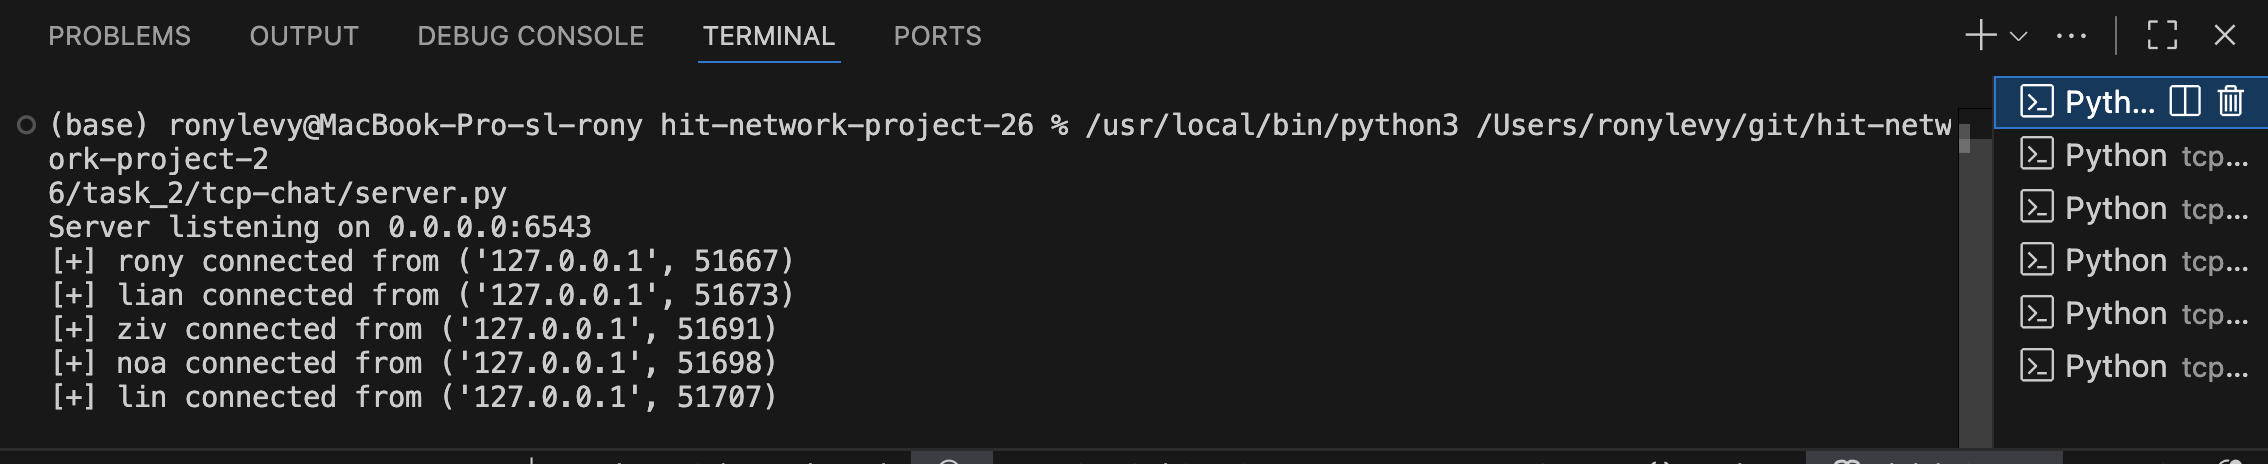 PROBLEMS OUTPUT DEBUG CONSOLE TERMINAL PORTS
(base) ronylevy@MacBook-Pro-sl-rony hit-network-project-26 % /usr/local/bin/python3 /Users/ronylevy/git/hit-netw
ork-project-2
6/task_2/tcp-chat/server.py
Server listening on 0.0.0.0:6543
[+] rony connected from ('127.0.0.1', 51667)
[+] lian connected from ('127.0.0.1', 51673)
[+] ziv connected from ('127.0.0.1', 51691)
[+] noa connected from ('127.0.0.1', 51698)
[+] lin connected from ('127.0.0.1', 51707)
Pyth...
Python tcp...
Python tcp...
Python tcp...
Python tcp...
Python tcp...